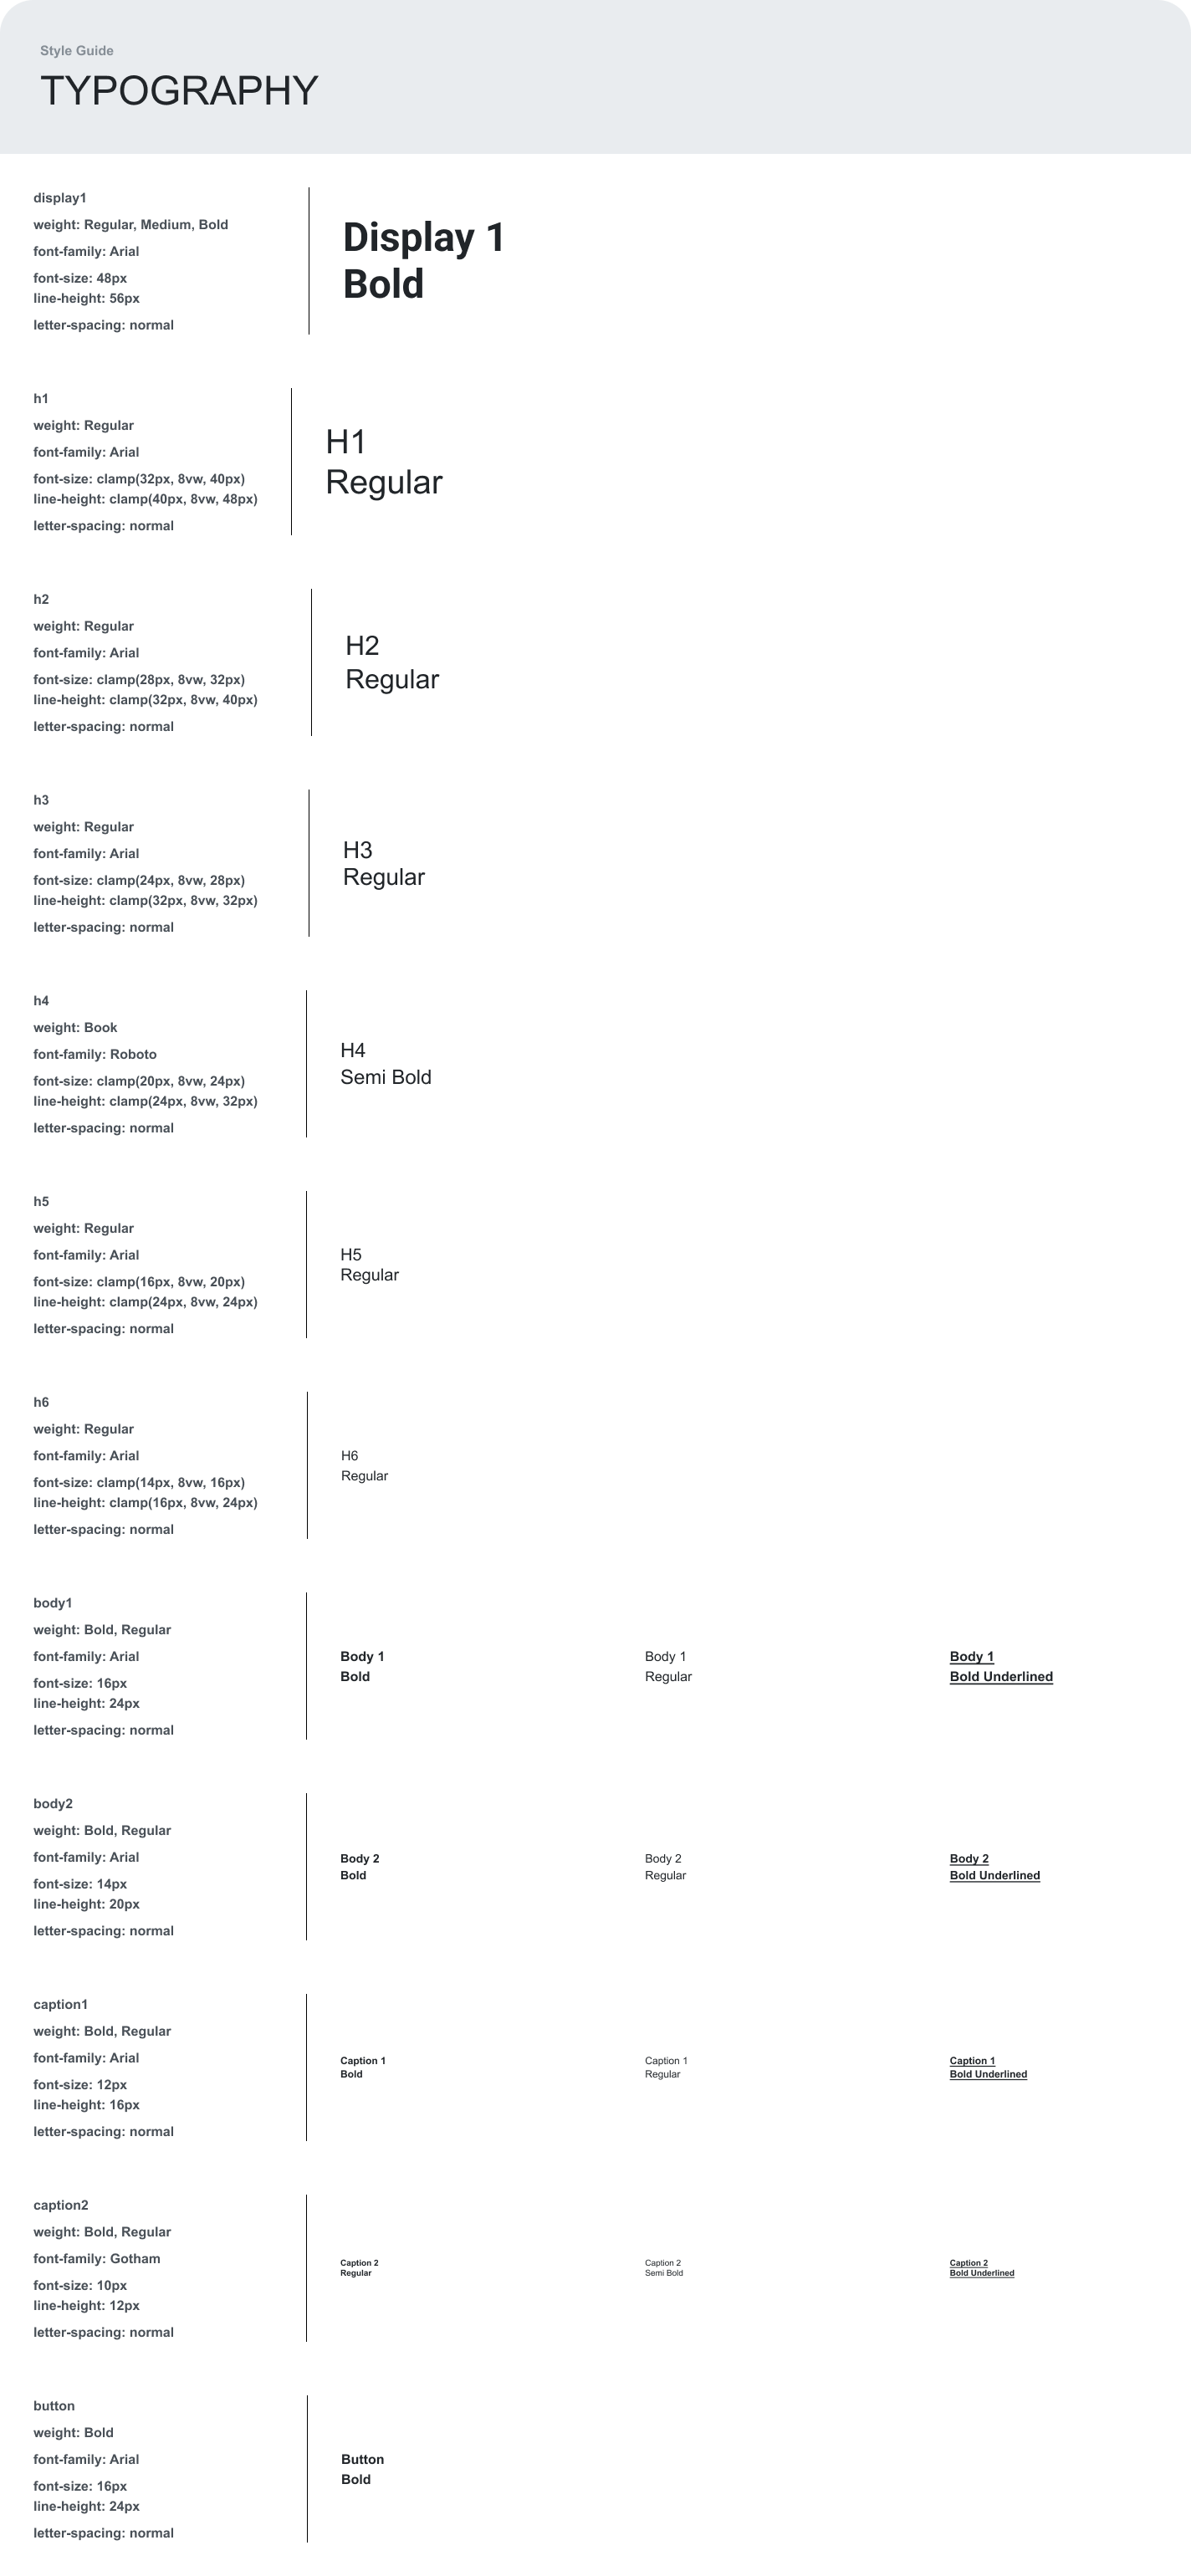 Style Guide
TYPOGRAPHY
display1
weight: Regular, Medium, Bold
font-family: Arial
font-size: 48px
line-height: 56px
letter-spacing: normal
Display 1
Bold
h1
weight: Regular
font-family: Arial
font-size: clamp(32px, 8vw, 40px)
line-height: clamp(40px, 8vw, 48px)
letter-spacing: normal
H1
Regular
h2
weight: Regular
font-family: Arial
font-size: clamp(28px, 8vw, 32px)
line-height: clamp(32px, 8vw, 40px)
letter-spacing: normal
H2
Regular
h3
weight: Regular
font-family: Arial
font-size: clamp(24px, 8vw, 28px)
line-height: clamp(32px, 8vw, 32px)
letter-spacing: normal
H3
Regular
h4
weight: Book
font-family: Roboto
font-size: clamp(20px, 8vw, 24px)
line-height: clamp(24px, 8vw, 32px)
letter-spacing: normal
H4
Semi Bold
h5
weight: Regular
font-family: Arial
font-size: clamp(16px, 8vw, 20px)
line-height: clamp(24px, 8vw, 24px)
letter-spacing: normal
H5
Regular
h6
weight: Regular
font-family: Arial
font-size: clamp(14px, 8vw, 16px)
line-height: clamp(16px, 8vw, 24px)
letter-spacing: normal
H6
Regular
body1
weight: Bold, Regular
font-family: Arial
font-size: 16px
line-height: 24px
letter-spacing: normal
Body 1
Bold
Body 1
Regular
Body 1
Bold Underlined
body2
weight: Bold, Regular
font-family: Arial
font-size: 14px
line-height: 20px
letter-spacing: normal
Body 2
Bold
Body 2
Regular
Body 2
Bold Underlined
caption1
weight: Bold, Regular
font-family: Arial
font-size: 12px
line-height: 16px
letter-spacing: normal
Caption 1
Bold
Caption 1
Regular
Caption 1
Bold Underlined
caption2
weight: Bold, Regular
font-family: Gotham
font-size: 10px
line-height: 12px
letter-spacing: normal
Caption 2
Regular
Caption 2
Semi Bold
Caption 2
Bold Underlined
button
weight: Bold
font-family: Arial
font-size: 16px
line-height: 24px
letter-spacing: normal
Button
Bold